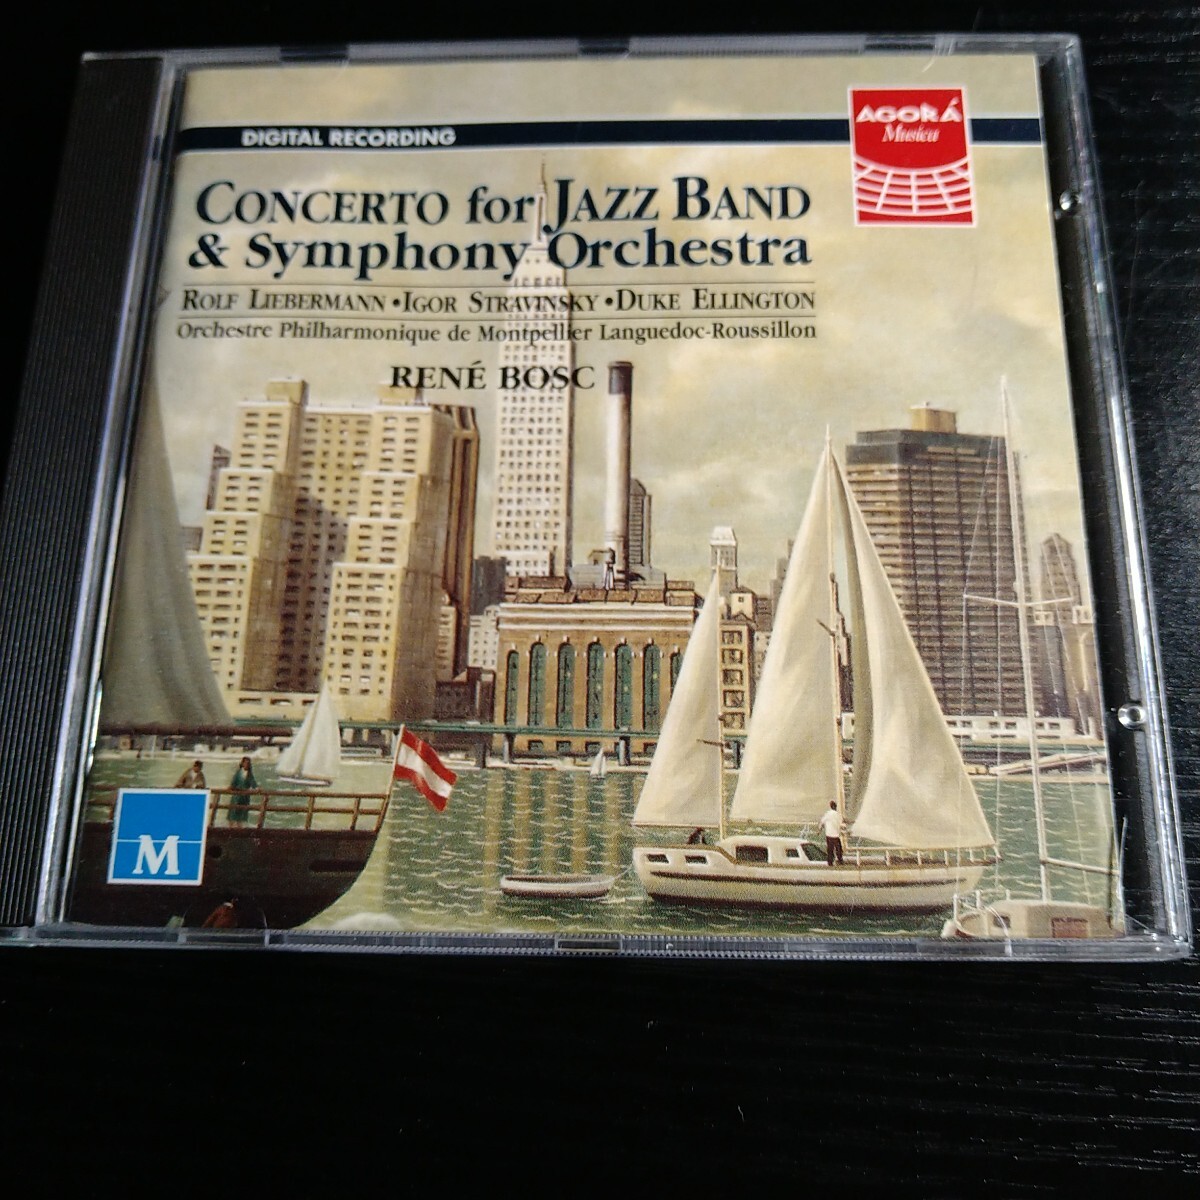 DIGITAL RECORDING
AGORÁ
Musica
CONCERTO for JAZZ BAND
& Symphony Orchestra
ROLF LIEBERMANN • IGOR STRAVINSKY • DUKE ELLINGTON
Orchestre Philharmonique de Montpellier Languedoc-Roussillon
RENÉ BOSC
M